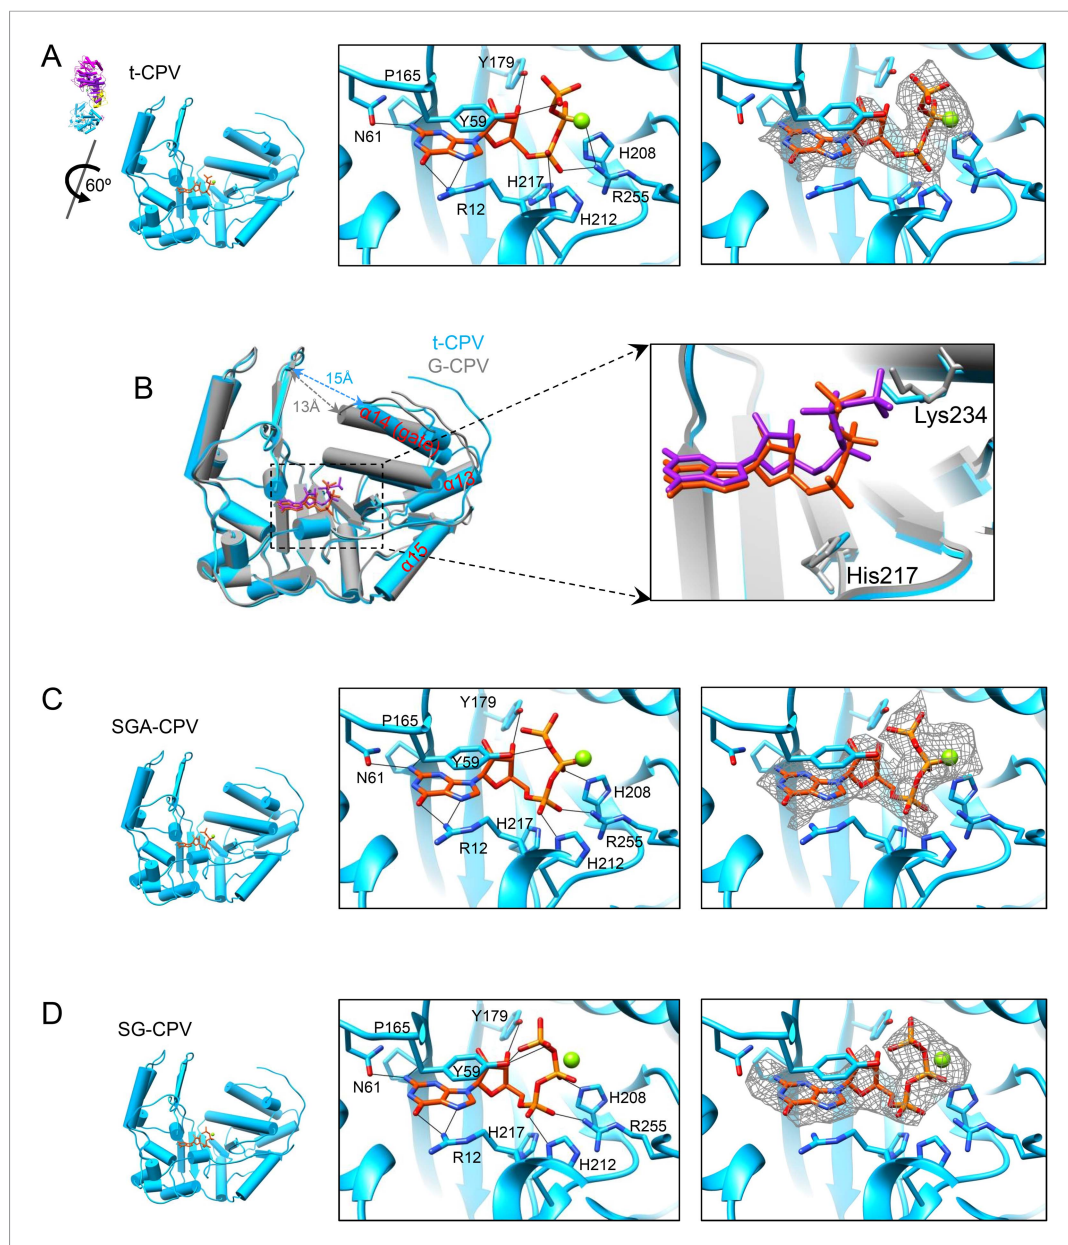 A
t-CPV
60º
P165
Y179
Y59
N61
H208
H217
R255
R12
H212
B
t-CPV
G-CPV
15Å
13Å
α14 (gate)
α13
α15
Lys234
His217
C
SGA-CPV
Y179
P165
Y59
N61
H208
H217
R255
R12
H212
D
SG-CPV
Y179
P165
Y59
N61
H208
H217
R255
R12
H212